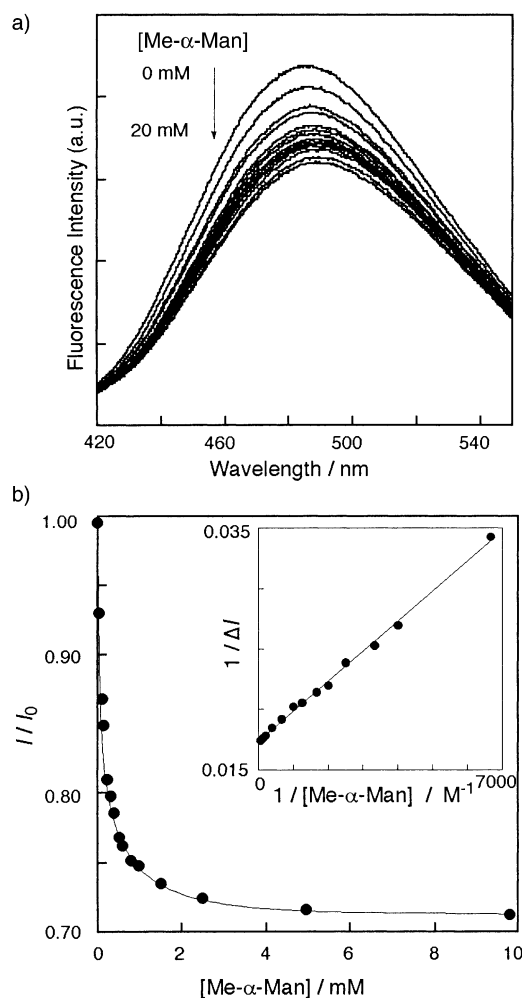 a)
[Me-α-Man]
0 mM
20 mM
Fluorescence Intensity (a.u.)
420
460
500
540
Wavelength / nm
b)
1.00
0.90
0.80
0.70
I / I0
0.035
0.015
1 / ΔI
0
7000
1 / [Me-α-Man] / M-1
0
2
4
6
8
10
[Me-α-Man] / mM